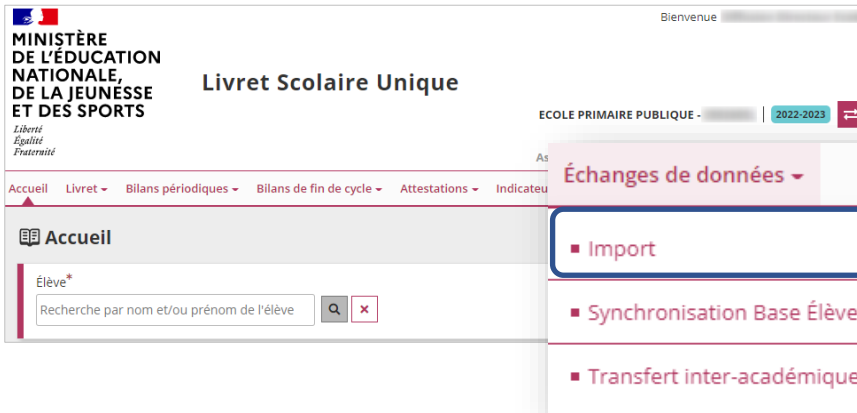 Bienvenue
MINISTÈRE
DE L'ÉDUCATION
NATIONALE,
DE LA JEUNESSE
ET DES SPORTS
Liberté
Égalité
Fraternité
Livret Scolaire Unique
ECOLE PRIMAIRE PUBLIQUE -
2022-2023
As
Accueil Livret Bilans périodiques Bilans de fin de cycle Attestations Indicateu
Échanges de données
Import
Synchronisation Base Élève
Transfert inter-académique
Accueil
Élève*
Recherche par nom et/ou prénom de l'élève